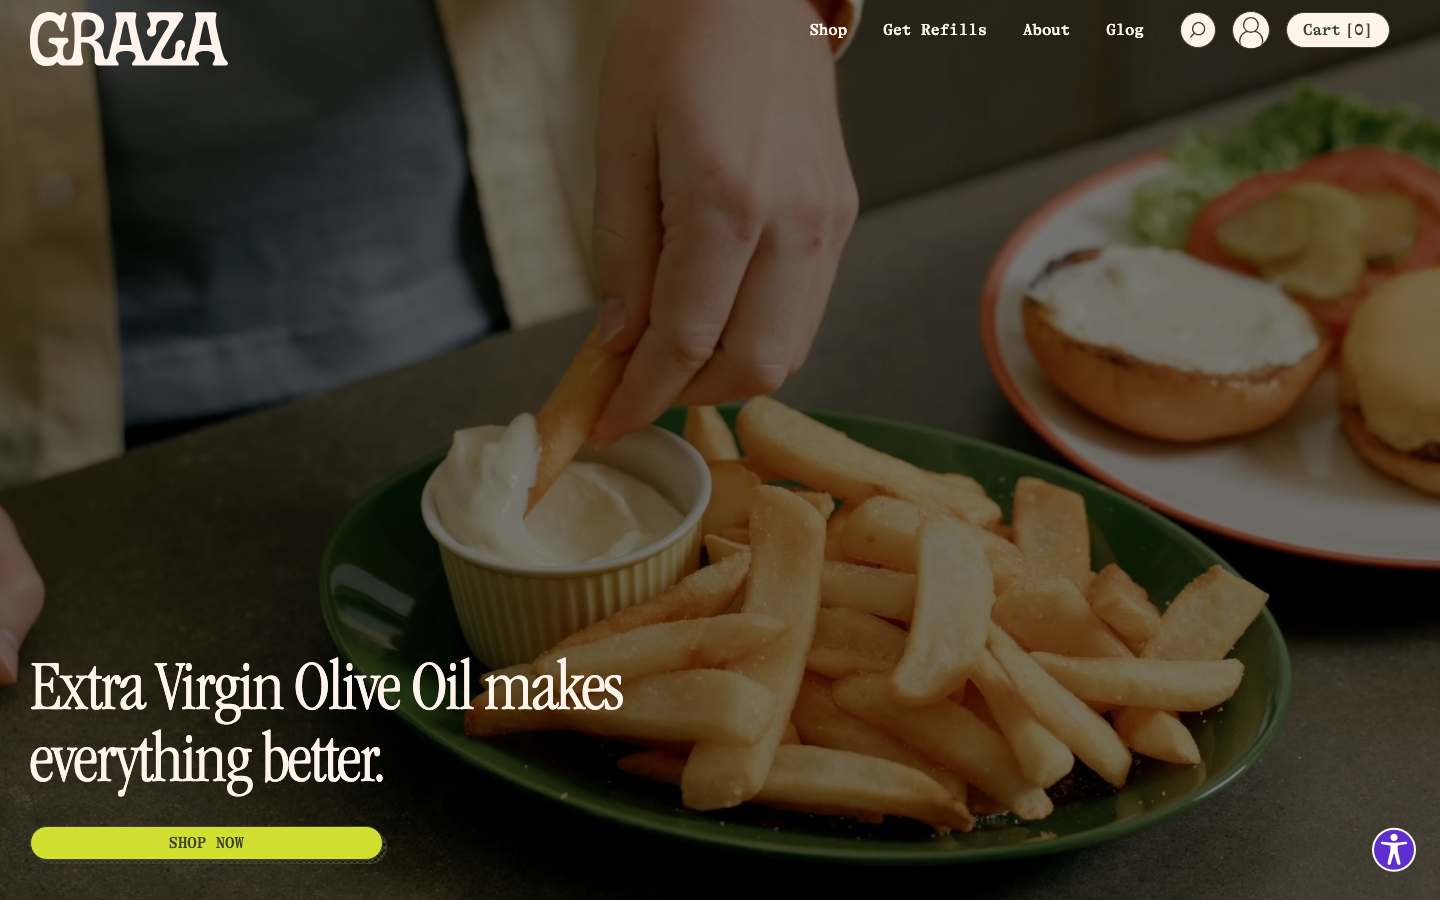 GRAZA
Shop
Get Refills
About
Glog
Cart [0]
Extra Virgin Olive Oil makes
everything better.
SHOP NOW